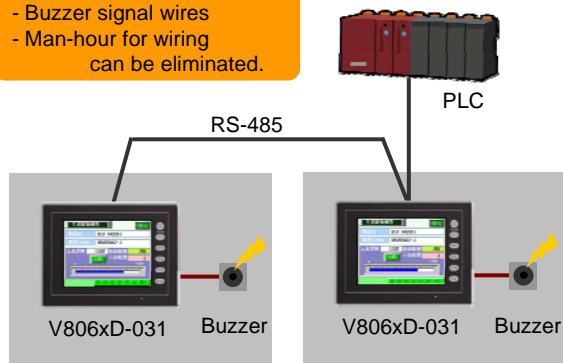 - Buzzer signal wires
- Man-hour for wiring
can be eliminated.
PLC
RS-485
V806xD-031
Buzzer
V806xD-031
Buzzer